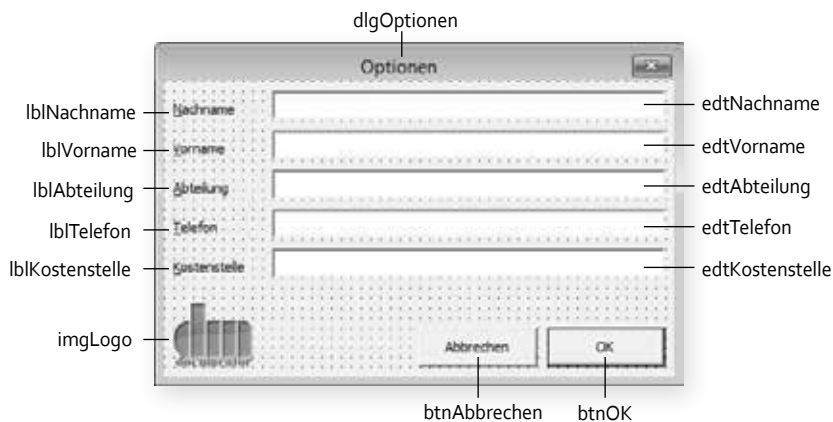 dlgOptionen
Optionen
lblNachname
Nachname
edtNachname
lblVorname
Vorname
edtVorname
lblAbteilung
Abteilung
edtAbteilung
lblTelefon
Telefon
edtTelefon
lblKostenstelle
Kostenstelle
edtKostenstelle
imgLogo
Abbrechen
OK
btnAbbrechen
btnOK